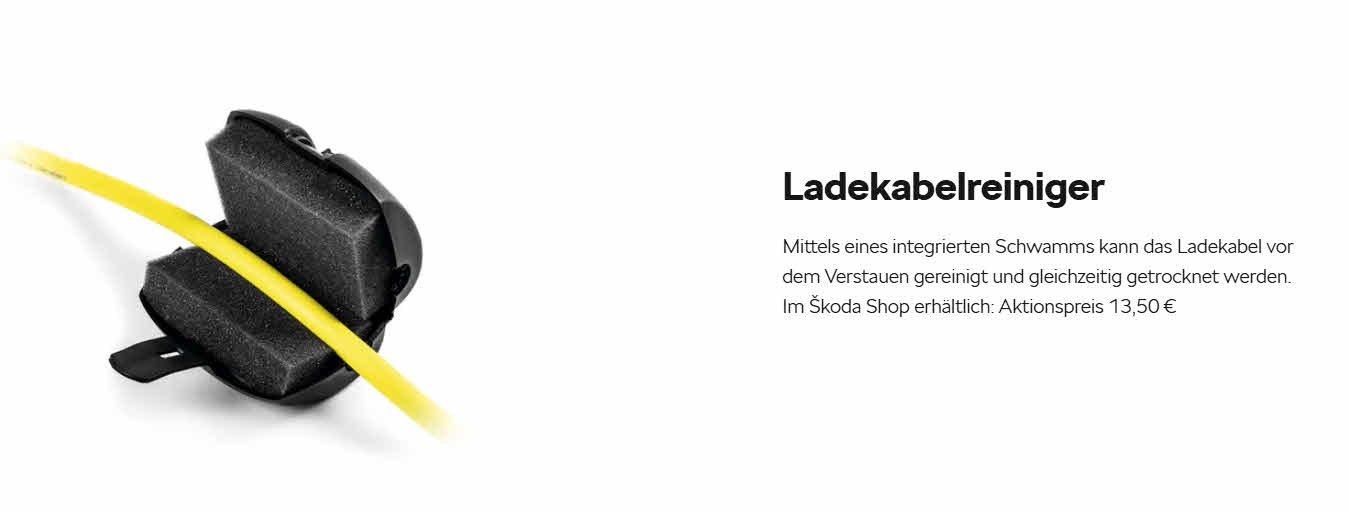 Ladekabelreiniger
Mittels eines integrierten Schwamms kann das Ladekabel vor
dem Verstauen gereinigt und gleichzeitig getrocknet werden.
Im Škoda Shop erhältlich: Aktionspreis 13,50 €